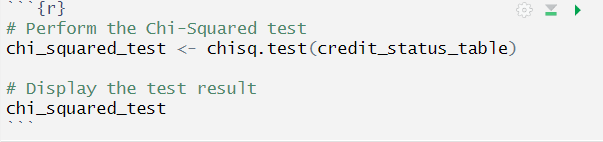 ```{r}
# Perform the Chi-Squared test
chi_squared_test <- chisq.test(credit_status_table)

# Display the test result
chi_squared_test
```